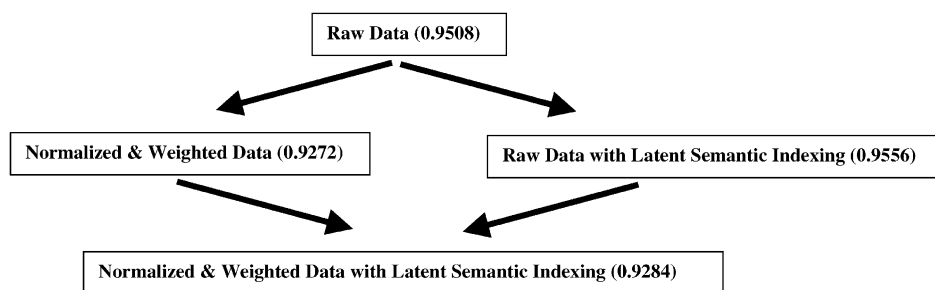 Raw Data (0.9508)
Normalized & Weighted Data (0.9272)
Raw Data with Latent Semantic Indexing (0.9556)
Normalized & Weighted Data with Latent Semantic Indexing (0.9284)